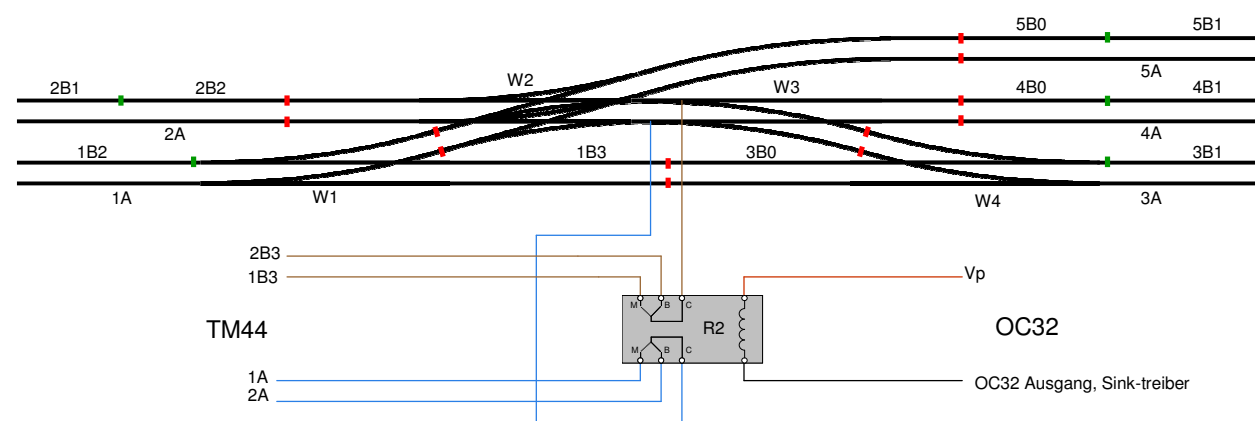 5B0 5B1
5A
2B1 2B2 W2 W3 4B0 4B1
2A 4A
1B2 1B3 3B0 3B1
1A W1 W4 3A
2B3
1B3
Vp
M B C
TM44 R2 OC32
M B C
1A
2A
OC32 Ausgang, Sink-treiber